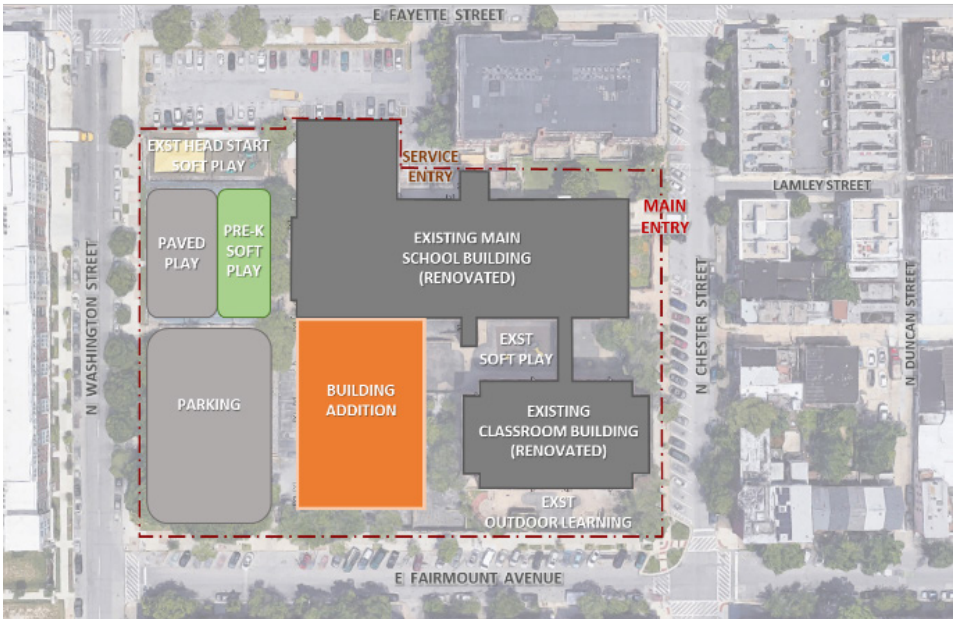 E FAYETTE STREET
EXST HEAD START
SOFT PLAY
SERVICE
ENTRY
LAMLEY STREET
MAIN
ENTRY
PAVED
PLAY
PRE-K
SOFT
PLAY
EXISTING MAIN
SCHOOL BUILDING
(RENOVATED)
N WASHINGTON STREET
N CHESTER STREET
N DUNCAN STREET
EXST
SOFT PLAY
PARKING
BUILDING
ADDITION
EXISTING
CLASSROOM BUILDING
(RENOVATED)
EXST
OUTDOOR LEARNING
E FAIRMOUNT AVENUE